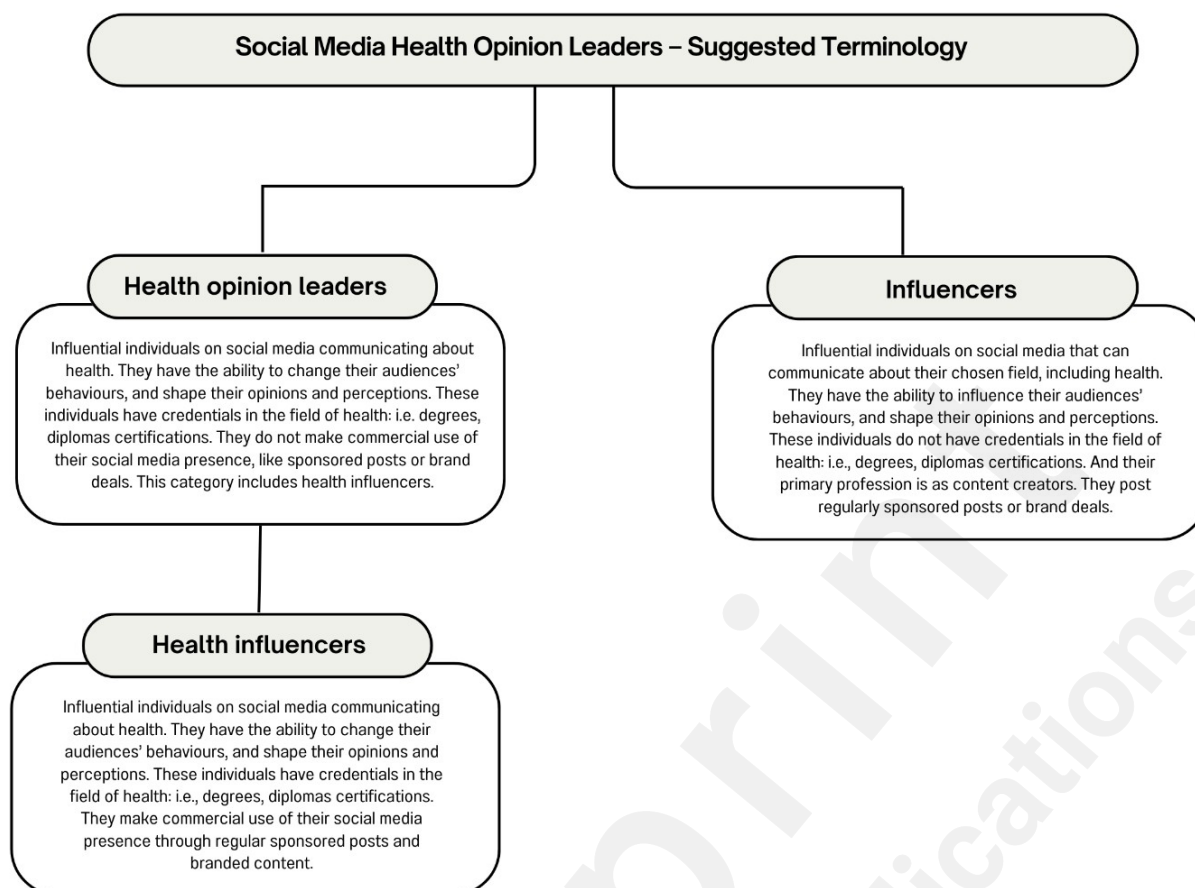 Social Media Health Opinion Leaders – Suggested Terminology
Health opinion leaders
Influential individuals on social media communicating about
health. They have the ability to change their audiences’
behaviours, and shape their opinions and perceptions. These
individuals have credentials in the field of health: i.e. degrees,
diplomas certifications. They do not make commercial use of
their social media presence, like sponsored posts or brand
deals. This category includes health influencers.
Influencers
Influential individuals on social media that can
communicate about their chosen field, including health.
They have the ability to influence their audiences’
behaviours, and shape their opinions and perceptions.
These individuals do not have credentials in the field of
health: i.e., degrees, diplomas certifications. And their
primary profession is as content creators. They post
regularly sponsored posts or brand deals.
Health influencers
Influential individuals on social media communicating
about health. They have the ability to change their
audiences’ behaviours, and shape their opinions and
perceptions. These individuals have credentials in the
field of health: i.e., degrees, diplomas certifications.
They make commercial use of their social media
presence through regular sponsored posts and
branded content.
print
lications